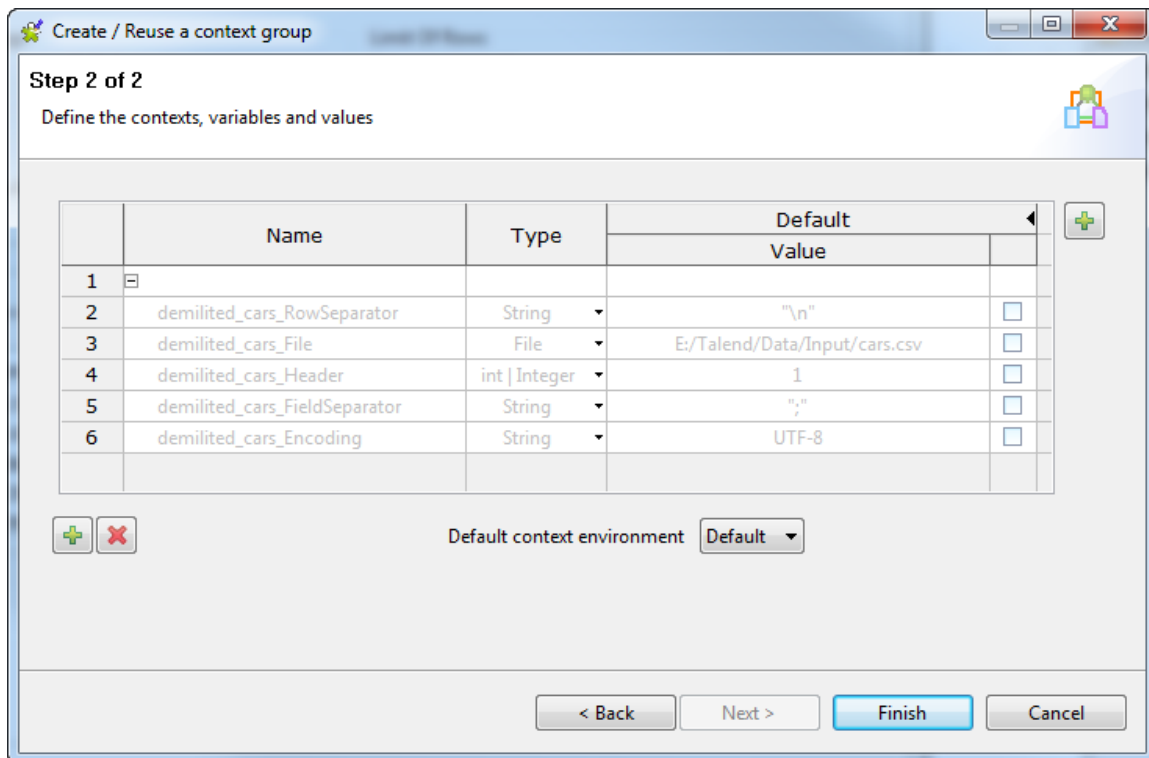 Create / Reuse a context group
Step 2 of 2
Define the contexts, variables and values
Name Type Default
Value
1
2 demilited_cars_RowSeparator String "\n"
3 demilited_cars_File File E:/Talend/Data/Input/cars.csv
4 demilited_cars_Header int | Integer 1
5 demilited_cars_FieldSeparator String ";"
6 demilited_cars_Encoding String UTF-8
Default context environment Default
< Back Next > Finish Cancel